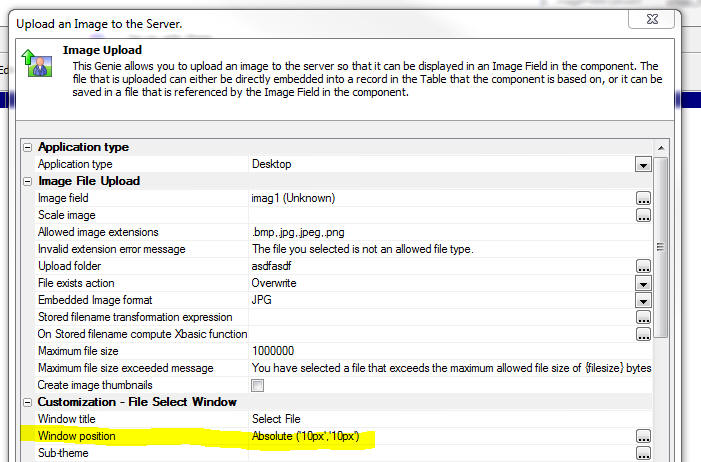 Upload an Image to the Server.
Image Upload
This Genie allows you to upload an image to the server so that it can be displayed in an Image Field in the component. The
file that is uploaded can either be directly embedded into a record in the Table that the component is based on, or it can be
saved in a file that is referenced by the Image Field in the component.
Application type
Application type Desktop
Image File Upload
Image field imag1 (Unknown)
Scale image
Allowed image extensions .bmp,.jpg,.jpeg,.png
Invalid extension error message The file you selected is not an allowed file type.
Upload folder asdfasdf
File exists action Overwrite
Embedded Image format JPG
Stored filename transformation expression
On Stored filename compute Xbasic function
Maximum file size 1000000
Maximum file size exceeded message You have selected a file that exceeds the maximum allowed file size of {filesize} bytes
Create image thumbnails
Customization - File Select Window
Window title Select File
Window position Absolute ('10px','10px')
Sub-theme